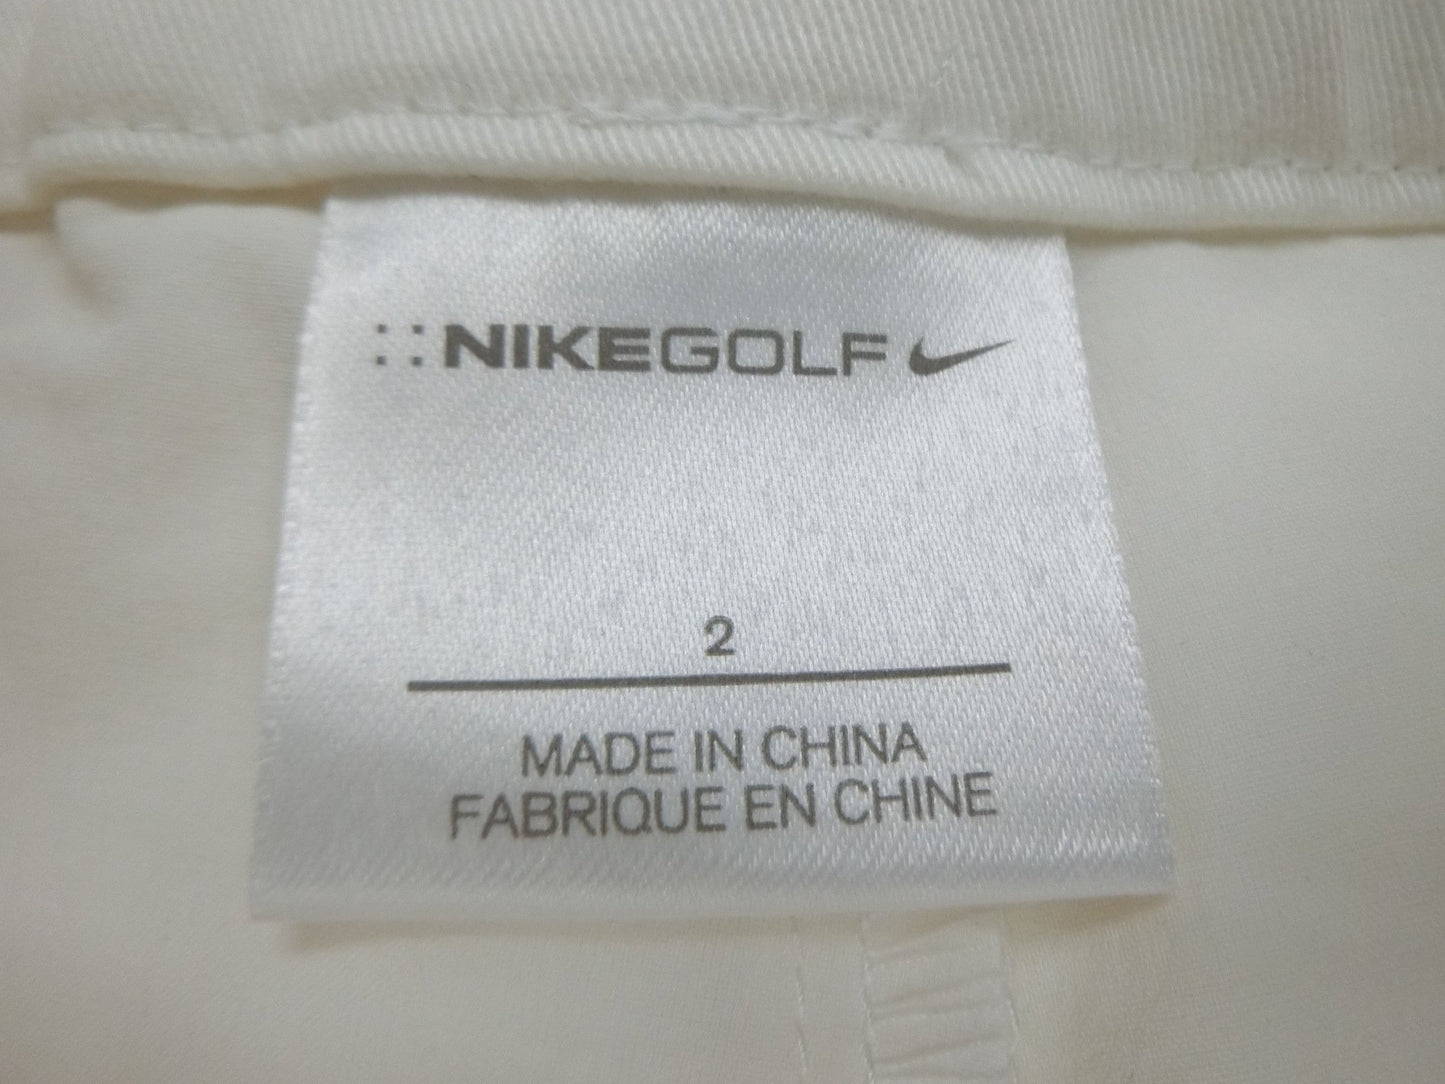 NIKEGOLF
2
MADE IN CHINA
FABRIQUE EN CHINE